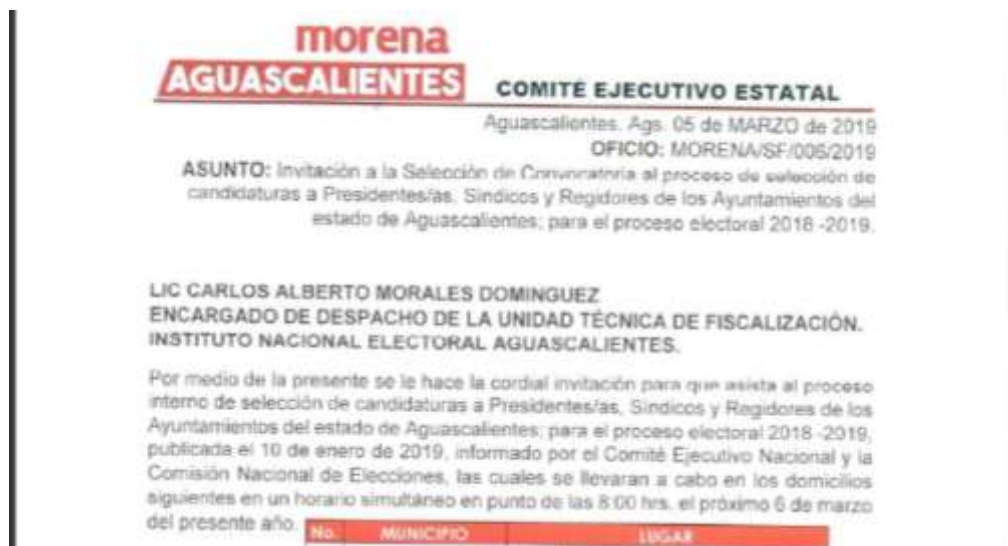 morena
AGUASCALIENTES
COMITÉ EJECUTIVO ESTATAL
Aguascalientes, Ags. 05 de MARZO de 2019
OFICIO: MORENA/SF/006/2019
ASUNTO: Invitación a la Selección de Convocatoria al proceso de selección de
candidaturas a Presidentes/as, Sindicos y Regidores de los Ayuntamientos del
estado de Aguascalientes; para el proceso electoral 2018 -2019.
LIC CARLOS ALBERTO MORALES DOMINGUEZ
ENCARGADO DE DESPACHO DE LA UNIDAD TÉCNICA DE FISCALIZACIÓN.
INSTITUTO NACIONAL ELECTORAL AGUASCALIENTES.
Por medio de la presente se le hace la cordial invitación para que asista al proceso
interno de selección de candidaturas a Presidentes/as, Sindicos y Regidores de los
Ayuntamientos del estado de Aguascalientes; para el proceso electoral 2018 -2019,
publicada el 10 de enero de 2019, informado por el Comité Ejecutivo Nacional y la
Comisión Nacional de Elecciones, las cuales se llevaran a cabo en los domicilios
siguientes en un horario simultáneo en punto de las 8:00 hrs. el próximo 6 de marzo
del presente año.
No. MUNICIPIO LUGAR